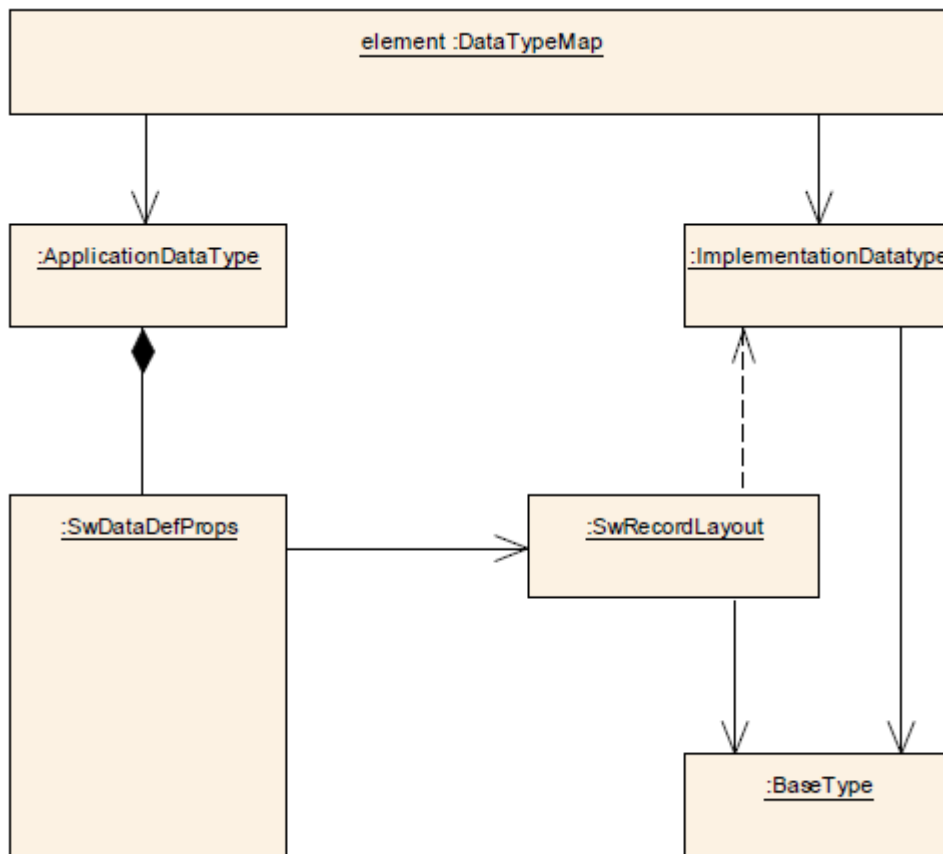 element :DataTypeMap
:ApplicationDataType
:ImplementationDatatype
:SwDataDefProps
:SwRecordLayout
:BaseType